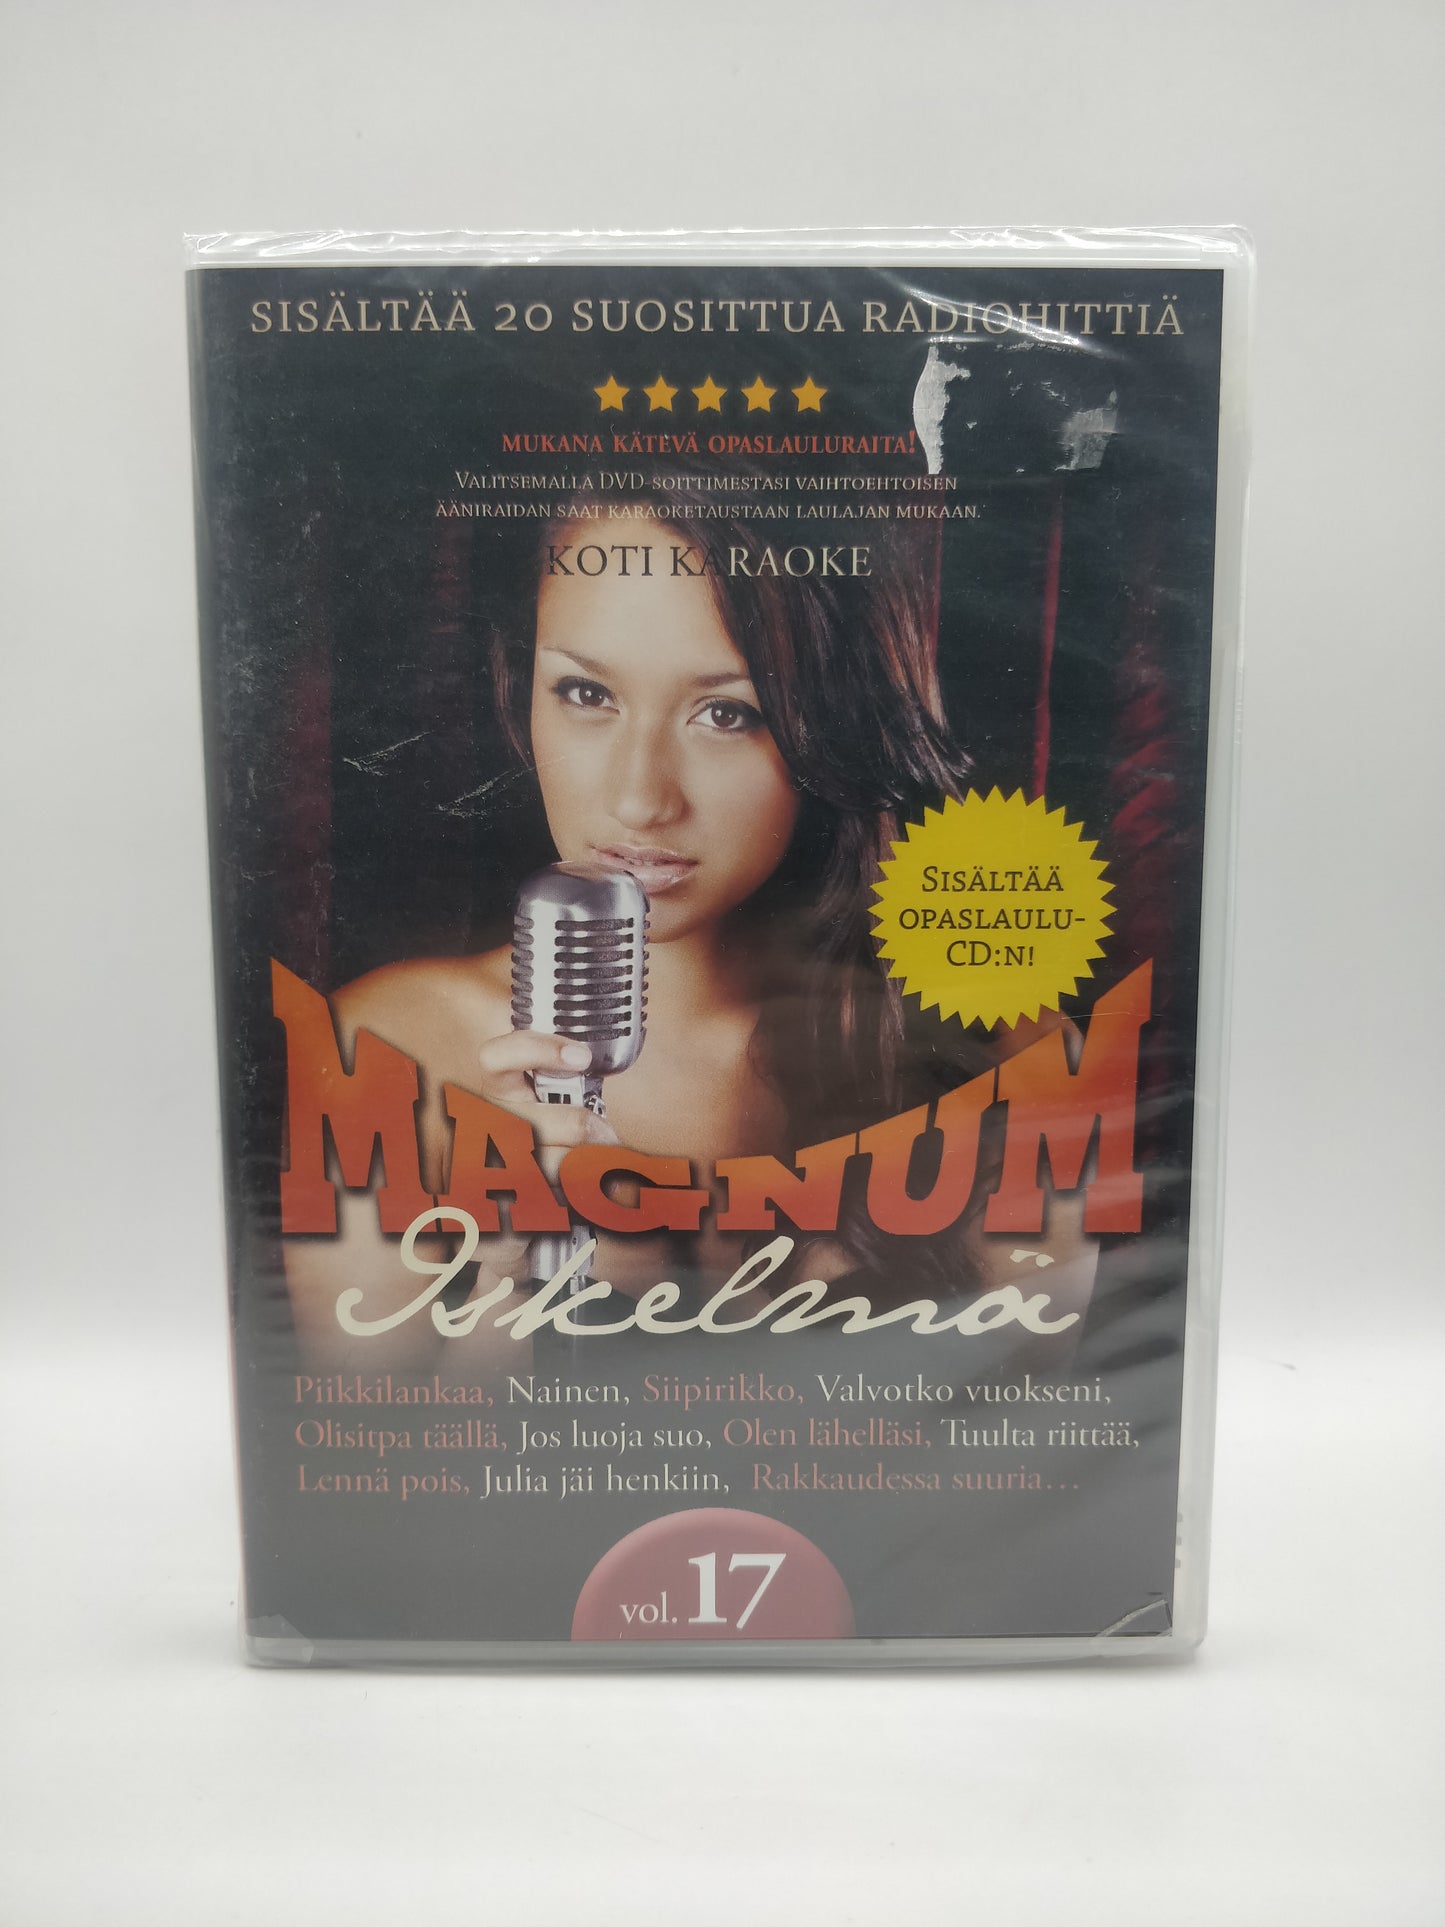 SISÄLTÄÄ 20 SUOSITTUA RADIOHITTIÄ
MUKANA KÄTEVÄ OPASLAULURAITA!
VALITSEMALLA DVD-SOITTIMESTASI VAIHTOEHTOISEN
ÄÄNIRAIDAN SAAT KARAOKETAUSTAAN LAULAJAN MUKAAN.
KOTI KARAOKE
SISÄLTÄÄ
OPASLAULU-
CD:N!
MAGNUM
Iskelmä
Piikkilankaa, Nainen, Siipirikko, Valvotko vuokseni,
Olisitpa täällä, Jos luoja suo, Olen lähelläsi, Tuulta riittää,
Lennä pois, Julia jäi henkiin, Rakkaudessa suuria...
vol. 17